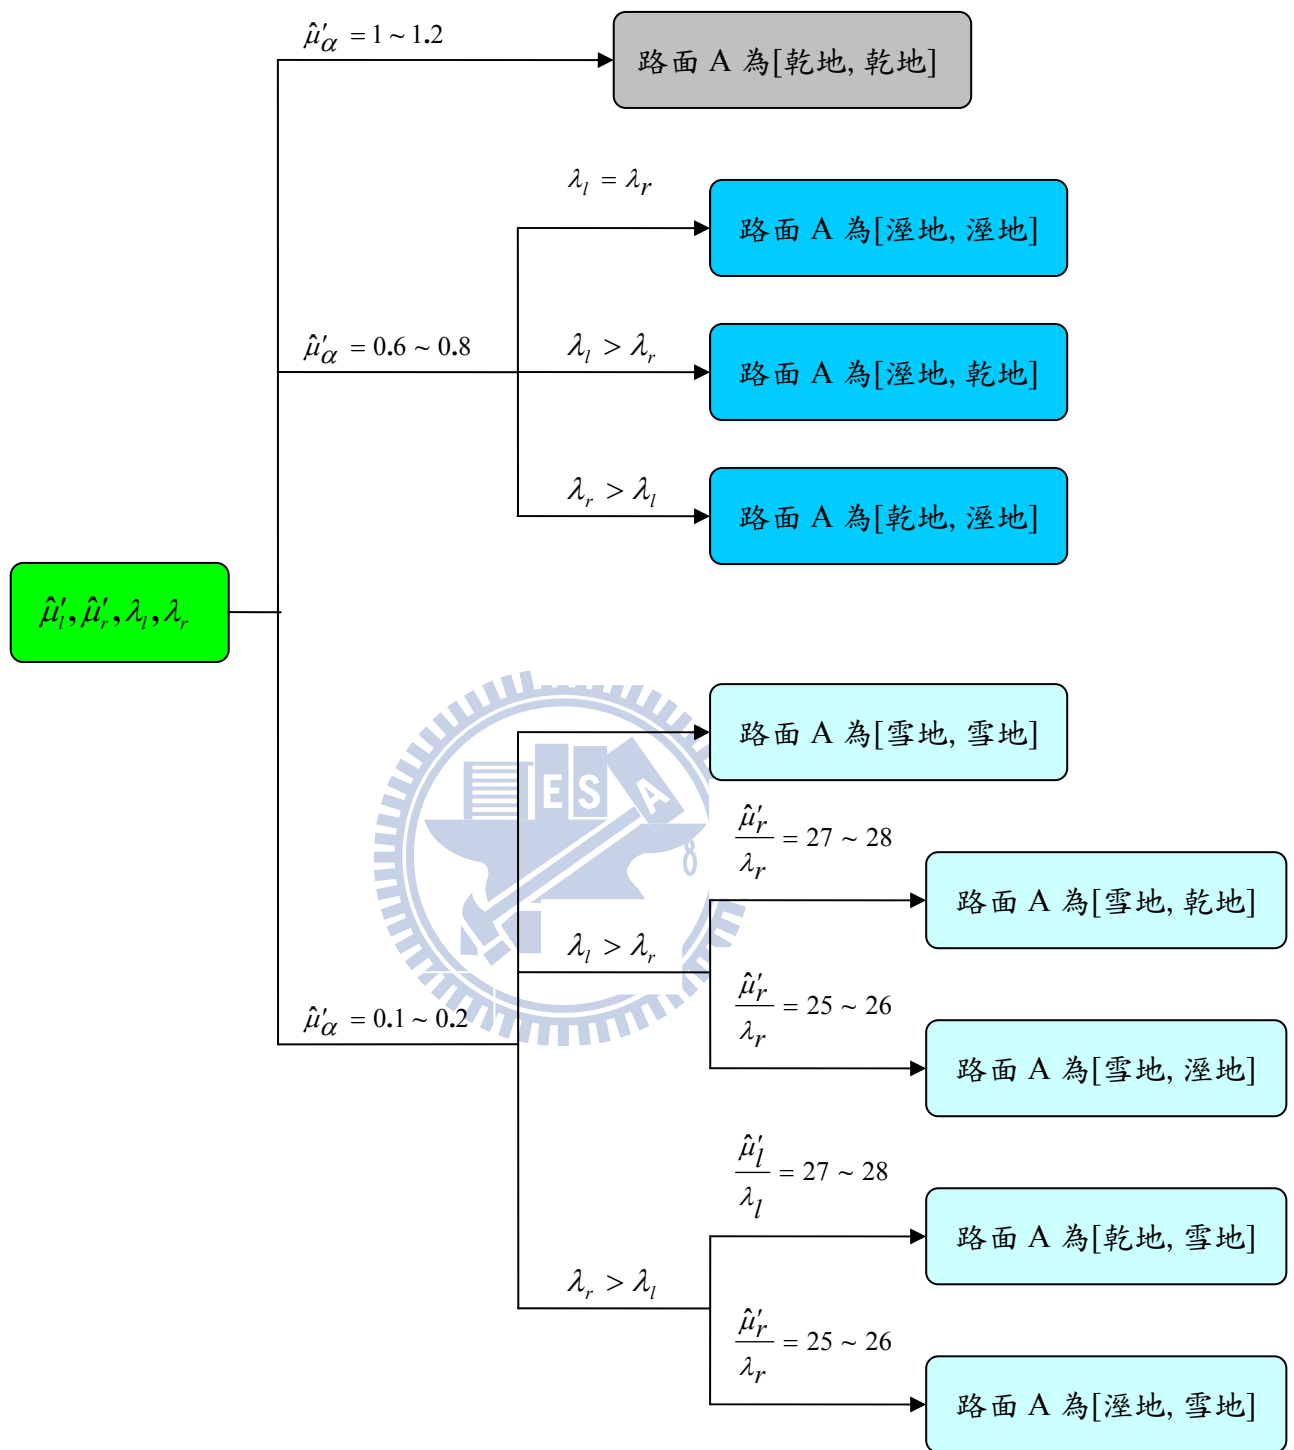 μ̂'α = 1 ~ 1.2
路面 A 為[乾地, 乾地]
λl = λr
路面 A 為[溼地, 溼地]
μ̂'α = 0.6 ~ 0.8
λl > λr
路面 A 為[溼地, 乾地]
λr > λl
路面 A 為[乾地, 溼地]
μ̂'l, μ̂'r, λl, λr
路面 A 為[雪地, 雪地]
E S A
8
μ̂'r/λr = 27 ~ 28
路面 A 為[雪地, 乾地]
λl > λr
μ̂'r/λr = 25 ~ 26
μ̂'α = 0.1 ~ 0.2
路面 A 為[雪地, 溼地]
μ̂'l/λl = 27 ~ 28
路面 A 為[乾地, 雪地]
λr > λl
μ̂'r/λr = 25 ~ 26
路面 A 為[溼地, 雪地]